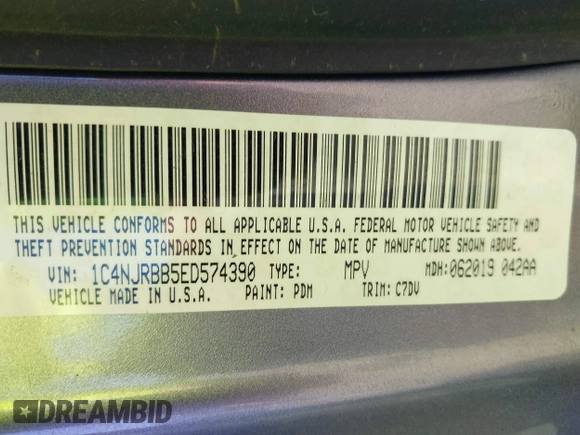 THIS VEHICLE CONFORMS TO ALL APPLICABLE U.S.A. FEDERAL MOTOR VEHICLE SAFETY AND
THEFT PREVENTION STANDARDS IN EFFECT ON THE DATE OF MANUFACTURE SHOWN ABOVE.
VIN: 1C4NJRBB5ED574390 TYPE: MPV MDH:062019 042AA
VEHICLE MADE IN U.S.A. PAINT: PDM TRIM: C7DV
DREAMBID